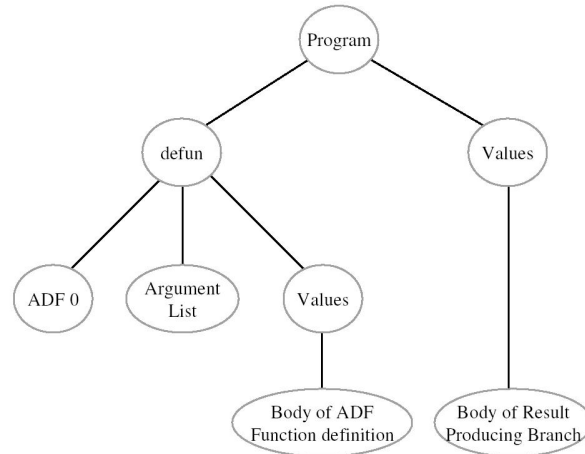 Program
defun
Values
ADF 0
Argument
List
Values
Body of ADF
Function definition
Body of Result
Producing Branch